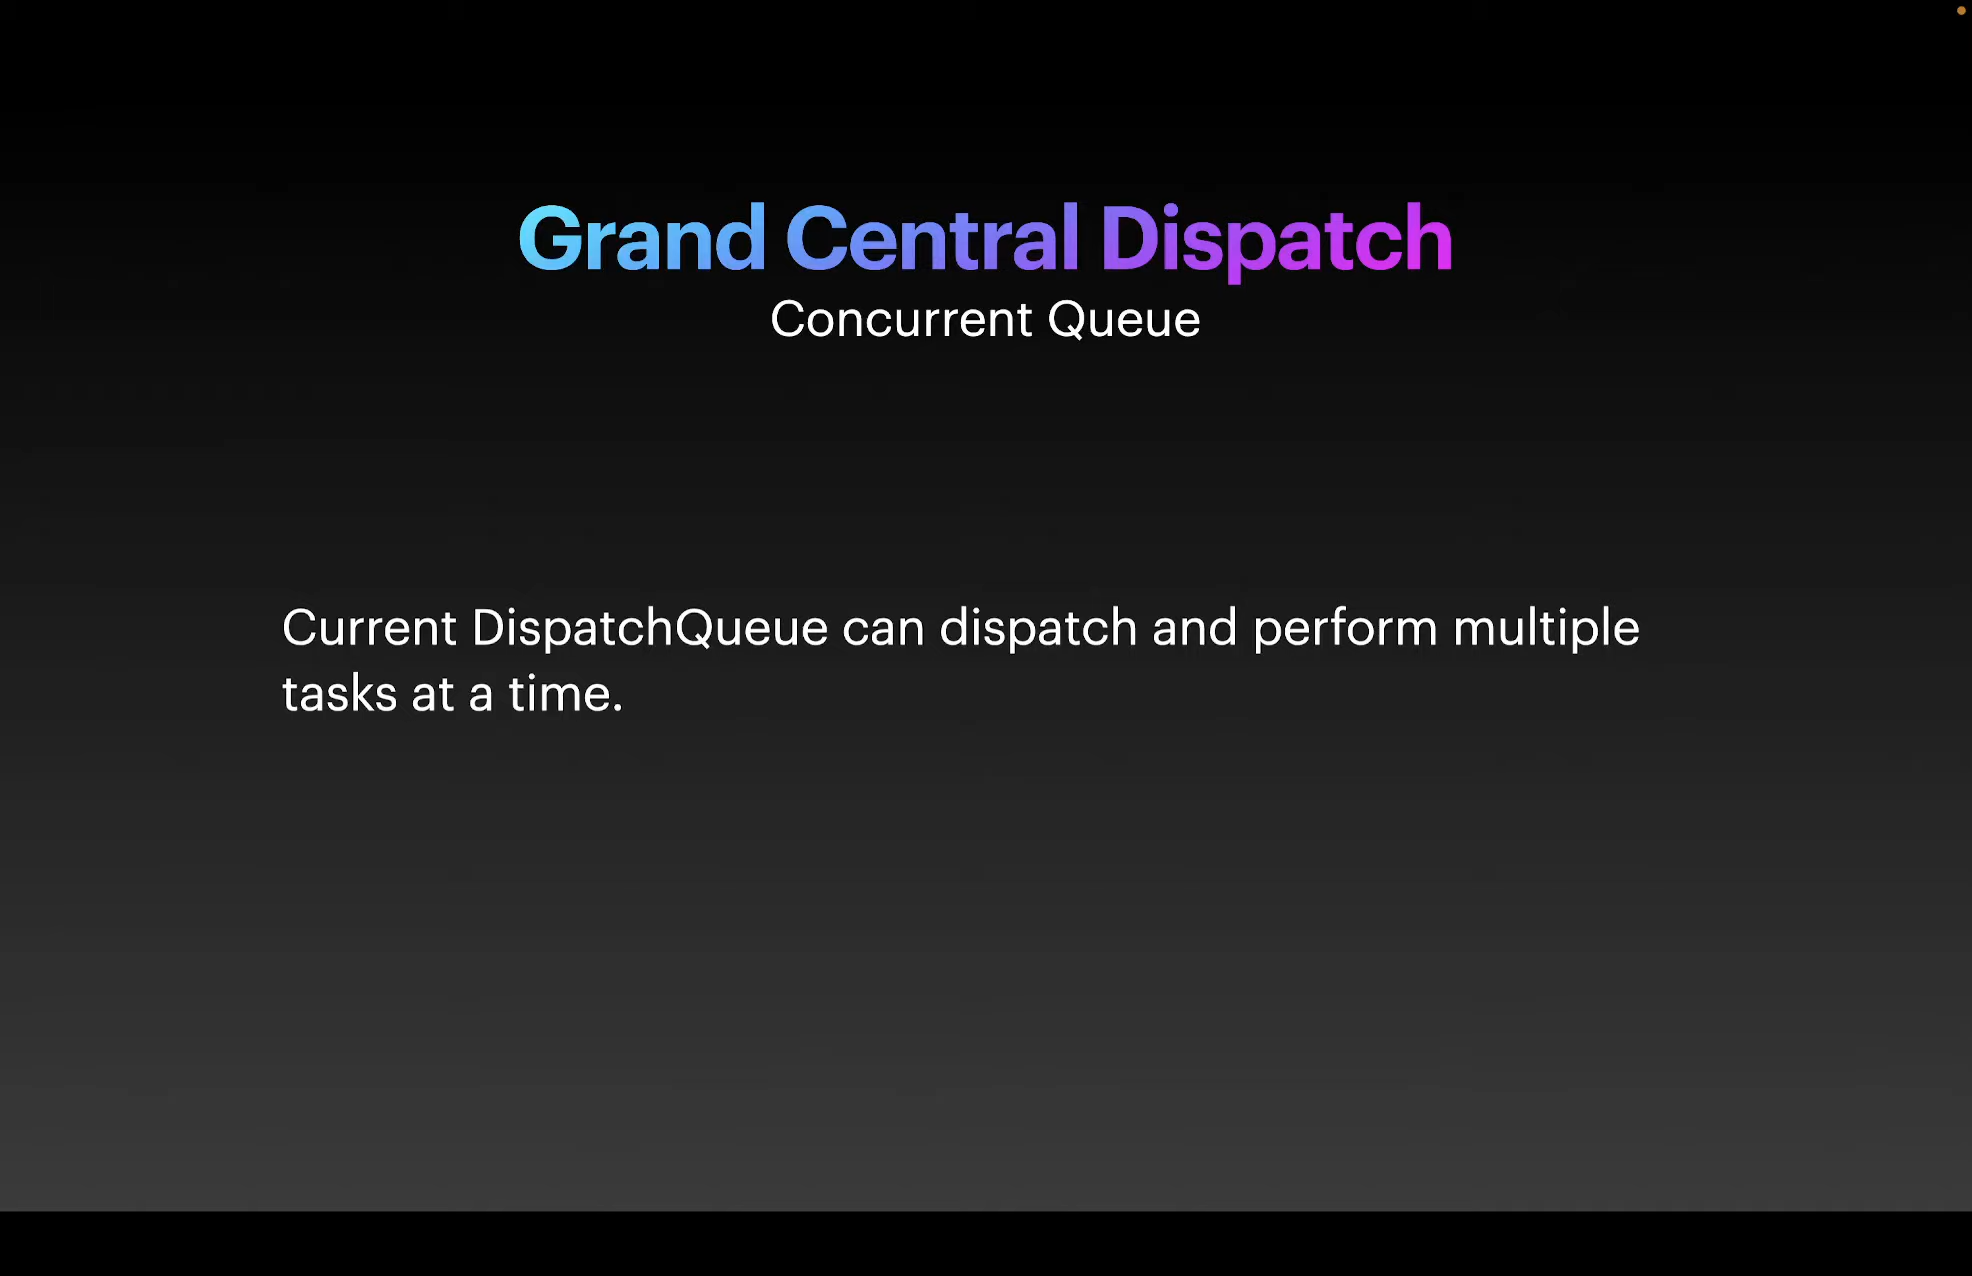 Grand Central Dispatch
Concurrent Queue
Current DispatchQueue can dispatch and perform multiple
tasks at a time.